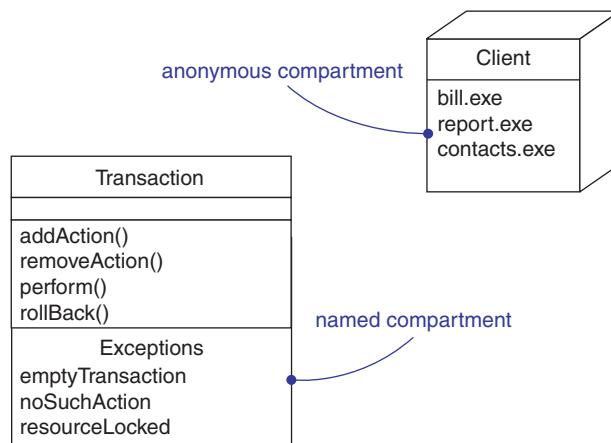 Client
anonymous compartment
bill.exe
report.exe
contacts.exe
Transaction
addAction()
removeAction()
perform()
rollBack()
named compartment
Exceptions
emptyTransaction
noSuchAction
resourceLocked